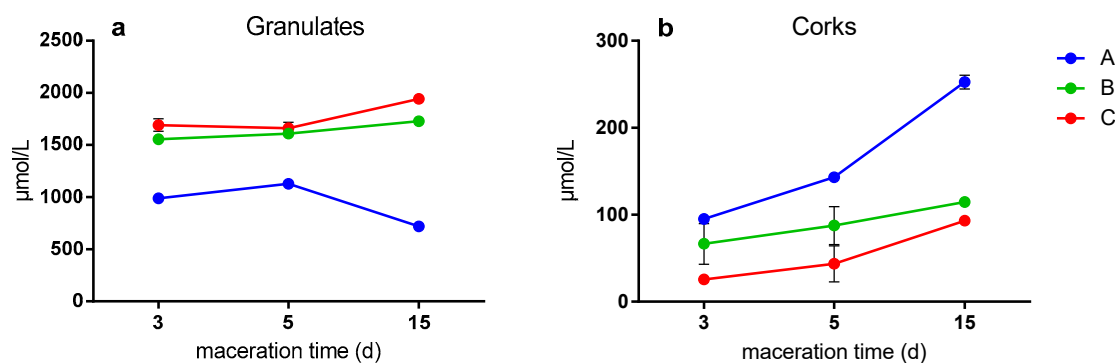 a Granulates
2500
2000
1500
1000
500
0
µmol/L
3 5 15
maceration time (d)
b Corks
300
200
100
0
µmol/L
3 5 15
maceration time (d)
A
B
C